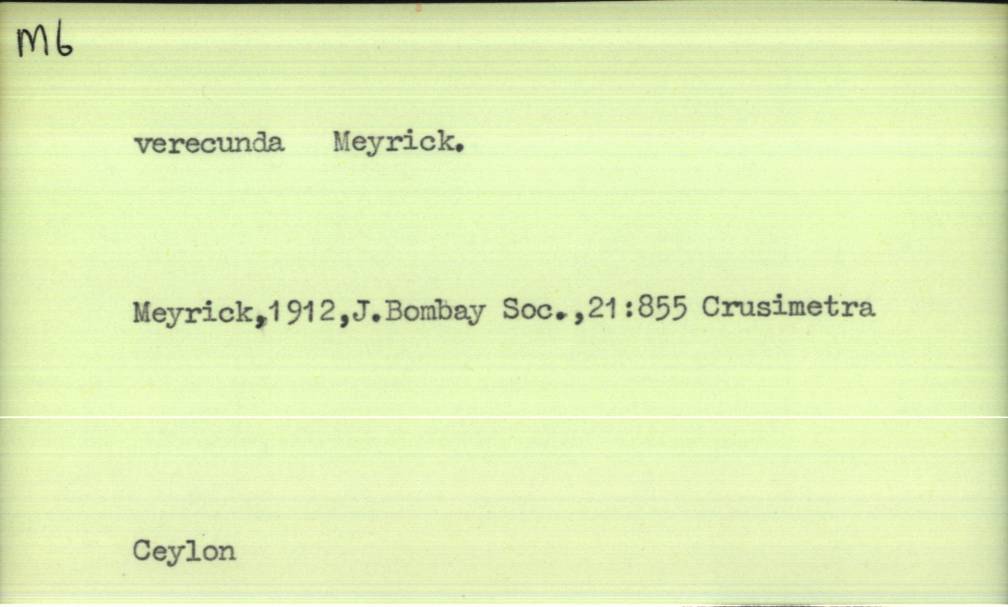 M6
verecunda Meyrick.
Meyrick,1912,J.Bombay Soc.,21:855 Crusimetra
Ceylon